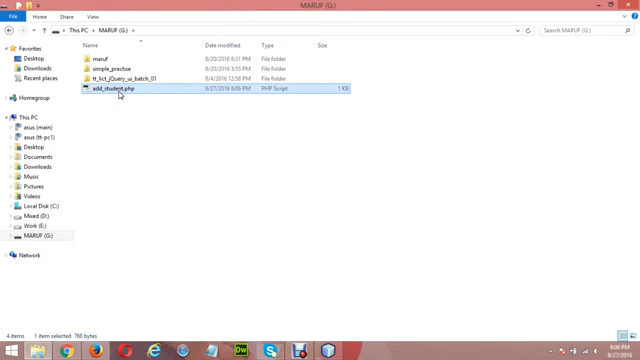 MARUF (G:)
File
Home
Share
View
This PC
MARUF (G:)
Search MARUF (G:)
Name
Date modified
Type
Size
maruf
8/20/2016 6:31 PM
File folder
simple_practise
8/20/2016 3:55 PM
File folder
tt_lict_jQuery_ui_batch_01
8/4/2016 12:58 PM
File folder
add_student.php
8/27/2016 8:06 PM
PHP Script
1 KB
Favorites
Desktop
Downloads
Recent places
Homegroup
This PC
asus (main)
asus (tt-pc1)
Desktop
Documents
Downloads
Music
Pictures
Videos
Local Disk (C:)
Mixed (D:)
Work (E:)
MARUF (G:)
Network
4 items
1 item selected 768 bytes
Dw
8:06 PM
8/27/2016